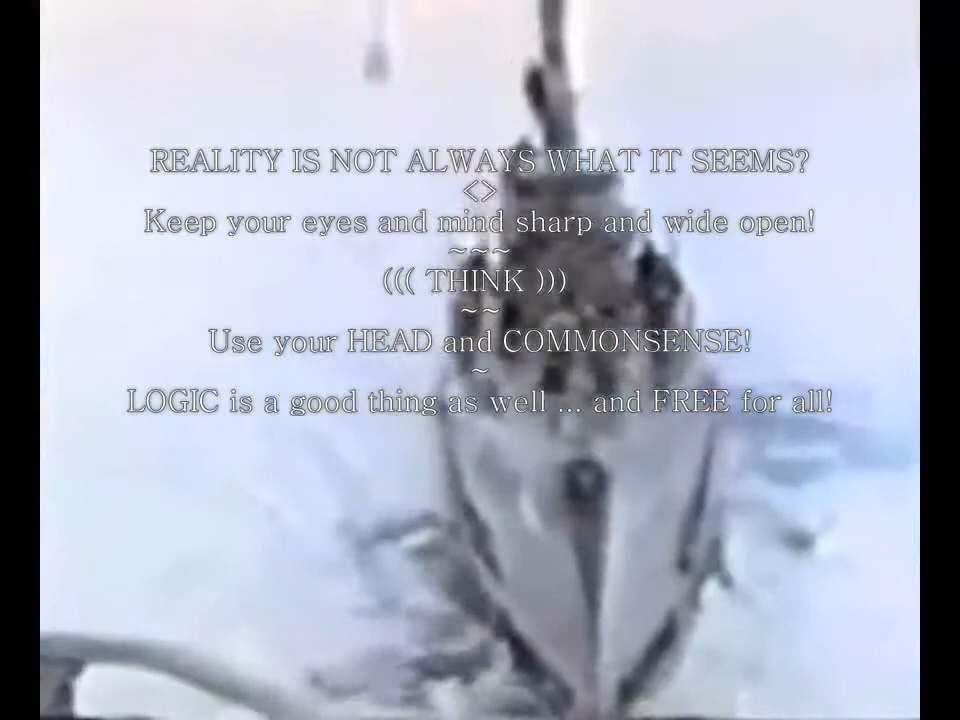 REALITY IS NOT ALWAYS WHAT IT SEEMS?
<>
Keep your eyes and mind sharp and wide open!
~~~
((( THINK )))
~~
Use your HEAD and COMMONSENSE!
~
LOGIC is a good thing as well ... and FREE for all!